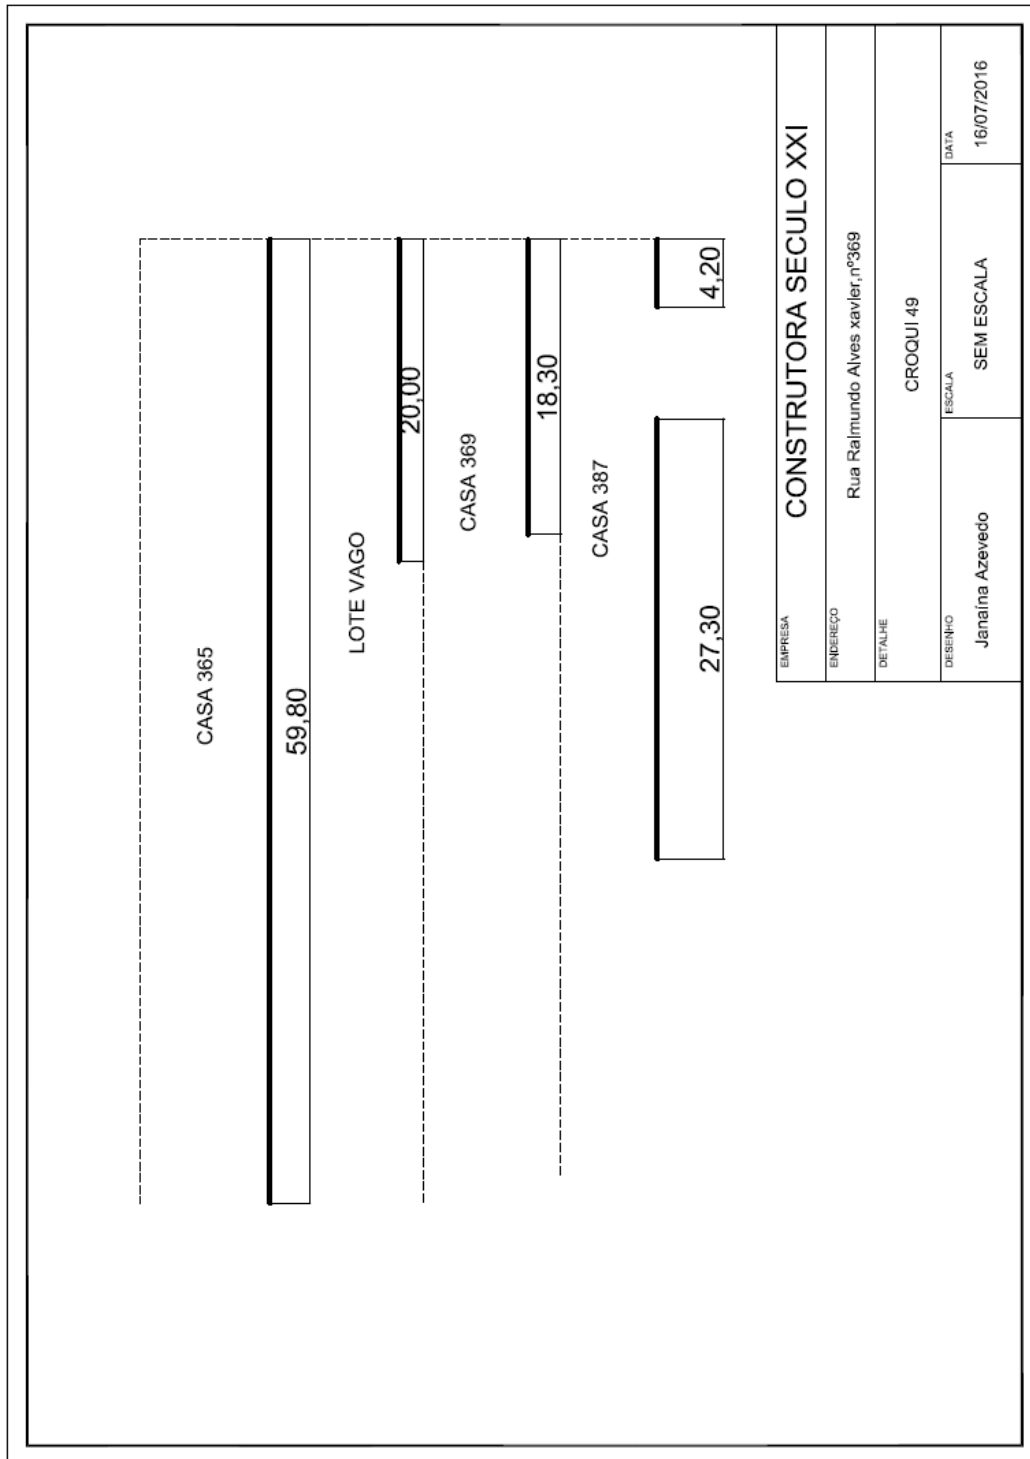 CASA 365
59,80
LOTE VAGO
20,00
CASA 369
18,30
CASA 387
27,30
4,20
EMPRESA
CONSTRUTORA SECULO XXI
ENDEREÇO
Rua Raimundo Alves xavier,nº369
DETALHE
CROQUI 49
DESENHO
Janaína Azevedo
ESCALA
SEM ESCALA
DATA
16/07/2016